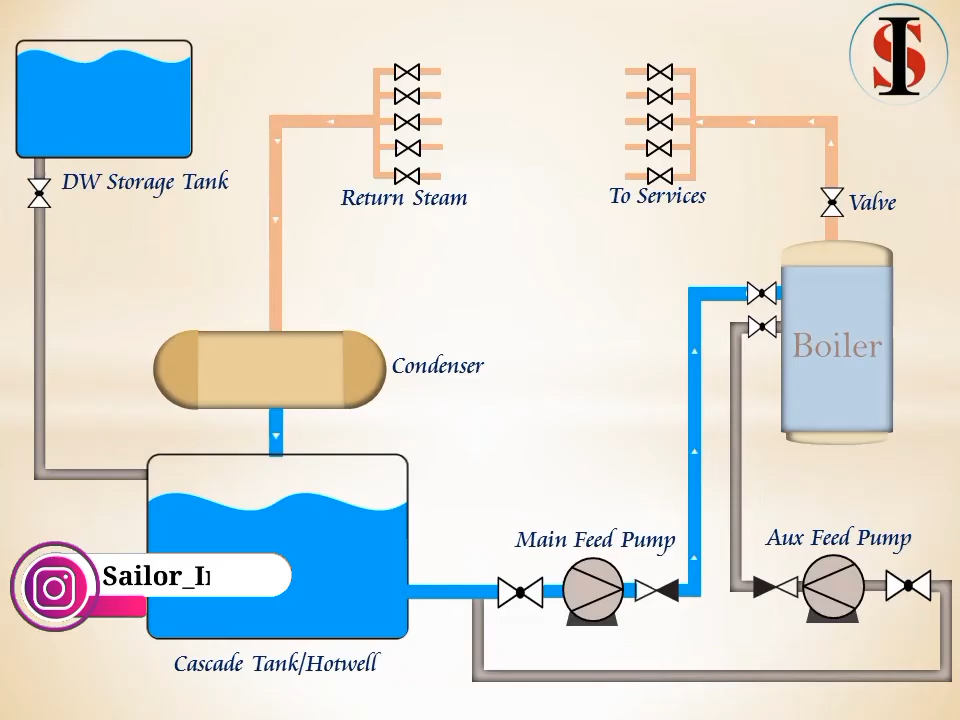 DW Storage Tank
Return Steam
To Services
Valve
Boiler
Condenser
Main Feed Pump
Aux Feed Pump
Sailor_I
Cascade Tank/Hotwell